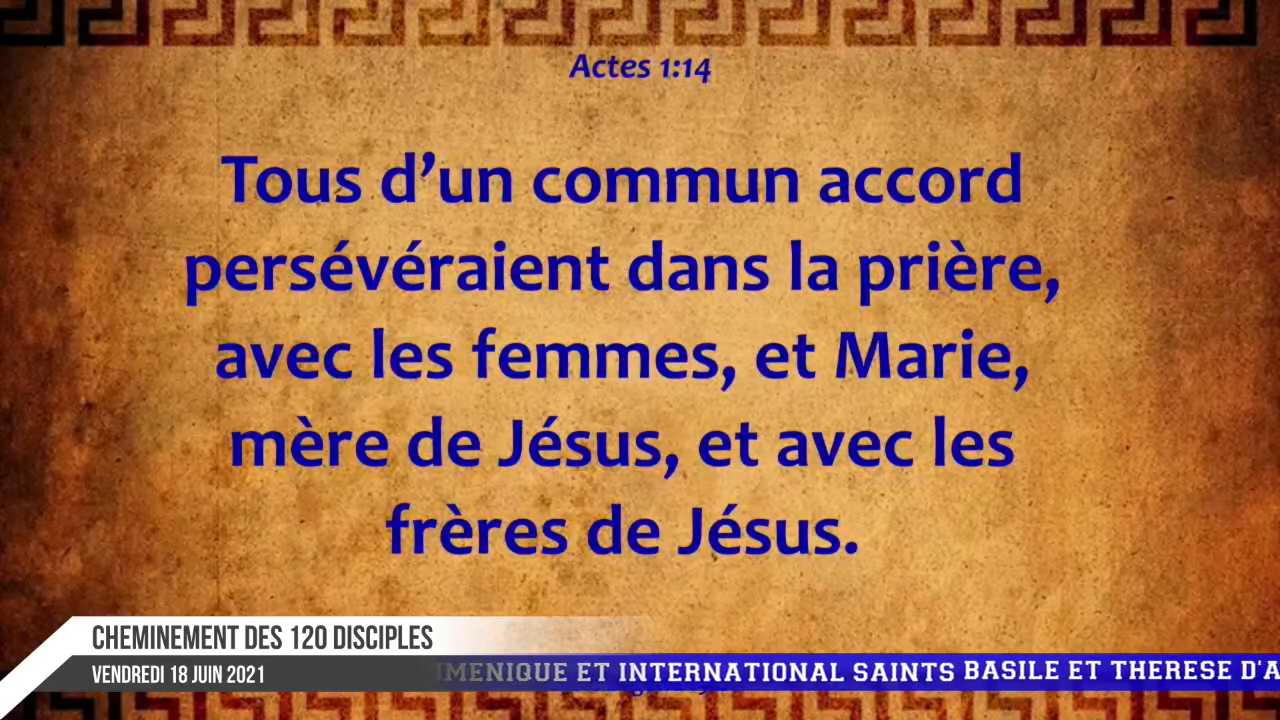 Actes 1:14
Tous d’un commun accord
persévéraient dans la prière,
avec les femmes, et Marie,
mère de Jésus, et avec les
frères de Jésus.
CHEMINEMENT DES 120 DISCIPLES
VENDREDI 18 JUIN 2021
ET INTERNATIONAL SAINTS BASILE ET THERESE